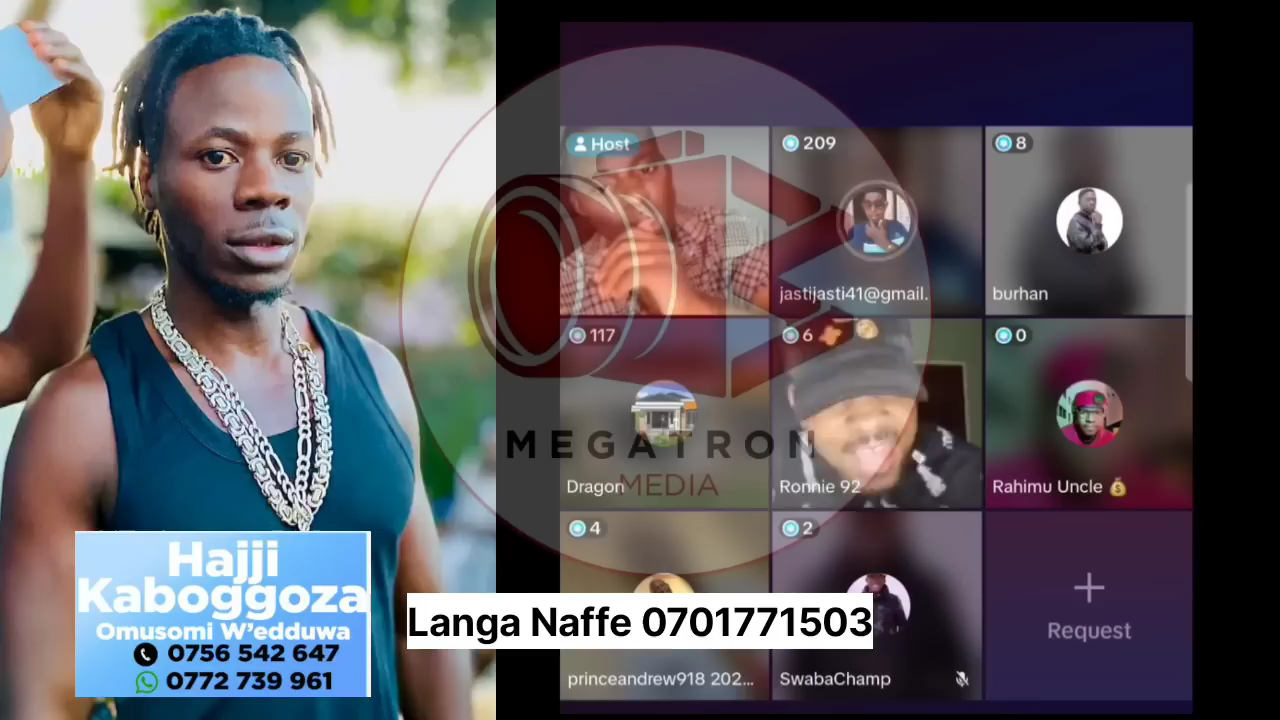 Host
209
8
jastijasti41@gmail.
burhan
117
6
0
MEGATRON
MEDIA
Dragon
Ronnie 92
Rahimu Uncle 💰
4
2
Request
princeandrew918 202...
SwabaChamp
Hajji
Kaboggoza
Omusomi W'edduwa
0756 542 647
0772 739 961
Langa Naffe 0701771503